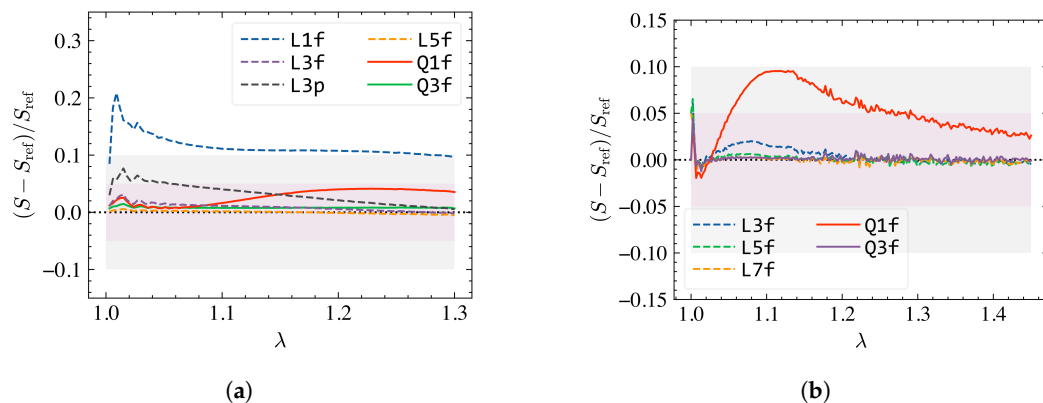 0.3
0.2
0.1
0.0
−0.1
(S − S_ref)/S_ref
L1f
L3f
L3p
L5f
Q1f
Q3f
1.0
1.1
1.2
1.3
λ
(a)
0.15
0.10
0.05
0.00
−0.05
−0.10
−0.15
(S − S_ref)/S_ref
L3f
L5f
L7f
Q1f
Q3f
1.0
1.1
1.2
1.3
1.4
λ
(b)